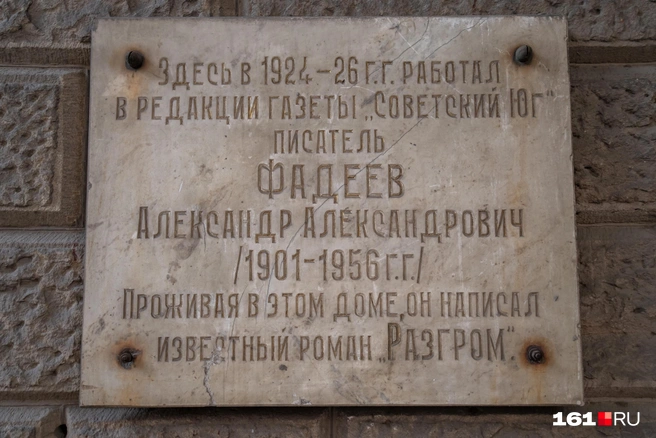 Здесь в 1924-26 г.г. работал
в редакции газеты „Советский Юг“
писатель
ФАДЕЕВ
Александр Александрович
/1901-1956 г.г/
Проживая в этом доме, он написал
известный роман „Разгром“.
161.RU